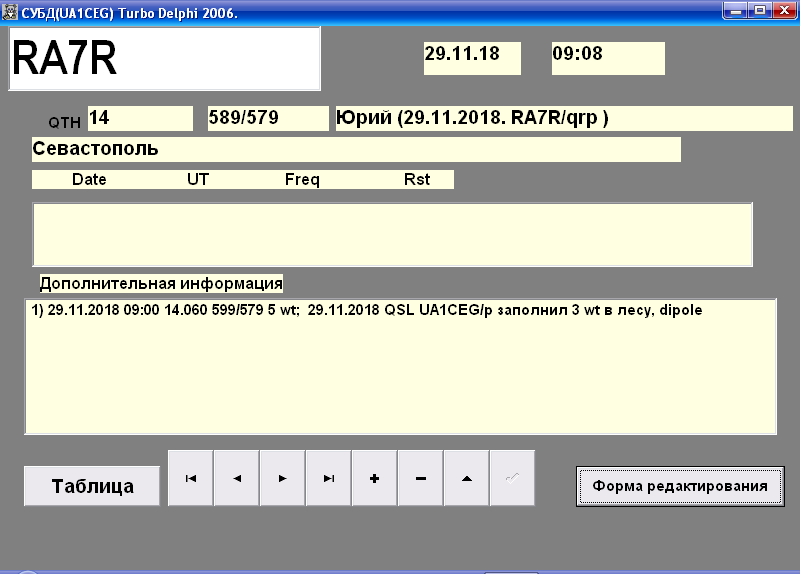 СУБД(UA1CEG) Turbo Delphi 2006.
RA7R
29.11.18 09:08
QTH 14 589/579 Юрий (29.11.2018. RA7R/qrp )
Севастополь
Date UT Freq Rst
Дополнительная информация
1) 29.11.2018 09:00 14.060 599/579 5 wt; 29.11.2018 QSL UA1CEG/p заполнил 3 wt в лесу, dipole
Таблица Форма редактирования